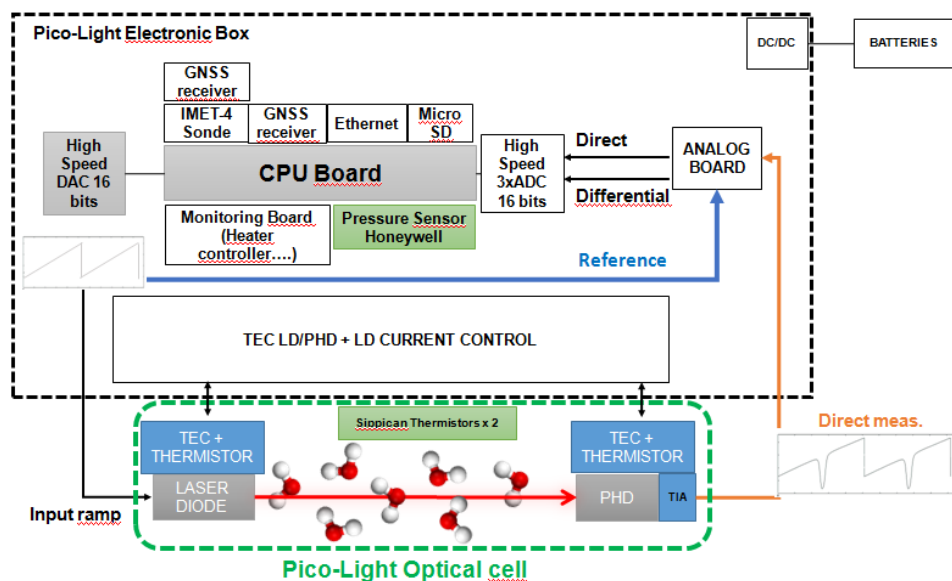 Pico-Light Electronic Box
DC/DC
BATTERIES
GNSS
receiver
IMET-4
Sonde
GNSS
receiver
Ethernet
Micro
SD
High
Speed
DAC 16
bits
CPU Board
High
Speed
3xADC
16 bits
Direct
Differential
ANALOG
BOARD
Monitoring Board
(Heater
controller....)
Pressure Sensor
Honeywell
Reference
TEC LD/PHD + LD CURRENT CONTROL
Sippican Thermistors x 2
Direct meas.
TEC +
THERMISTOR
TEC +
THERMISTOR
LASER
DIODE
PHD
TIA
Input ramp
Pico-Light Optical cell